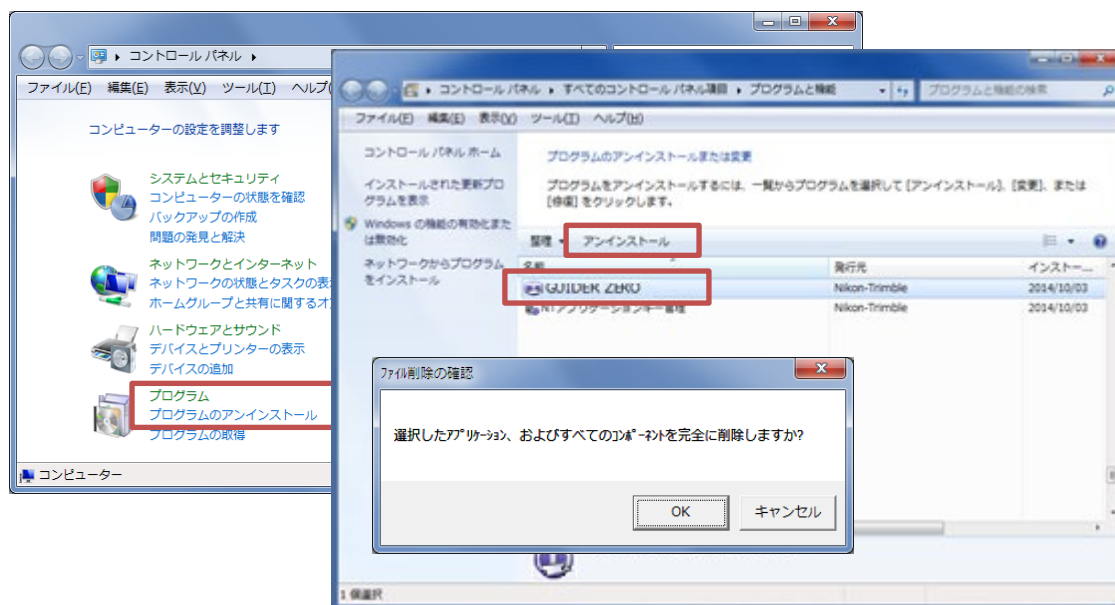 コントロール パネル
ファイル(F) 編集(E) 表示(V) ツール(T) ヘルプ(
コンピューターの設定を調整します
システムとセキュリティ
コンピューターの状態を確認
バックアップの作成
問題の発見と解決
ネットワークとインターネット
ネットワークの状態とタスクの表
ホームグループと共有に関するオ
ハードウェアとサウンド
デバイスとプリンターの表示
デバイスの追加
プログラム
プログラムのアンインストール
プログラムの取得
コンピューター
コントロール パネル すべてのコントロール パネル項目 プログラムと機能 プログラムと機能の検索
ファイル(F) 編集(E) 表示(V) ツール(T) ヘルプ(H)
コントロール パネル ホーム
インストールされた更新プロ
グラムを表示
Windows の機能の有効化また
は無効化
ネットワークからプログラム
をインストール
プログラムのアンインストールまたは変更
プログラムをアンインストールするには、一覧からプログラムを選択して [アンインストール]、[変更]、または
[修復] をクリックします。
整理 アンインストール
名前 発行元 インストー...
GUIDER ZERO Nikon-Trimble 2014/10/03
NTアプリケーションキー管理 Nikon-Trimble 2014/10/03
ﾌｧｲﾙ削除の確認
選択したｱﾌﾟﾘｹｰｼｮﾝ、およびすべてのｺﾝﾎﾟｰﾈﾝﾄを完全に削除しますか?
OK キャンセル
1 個選択